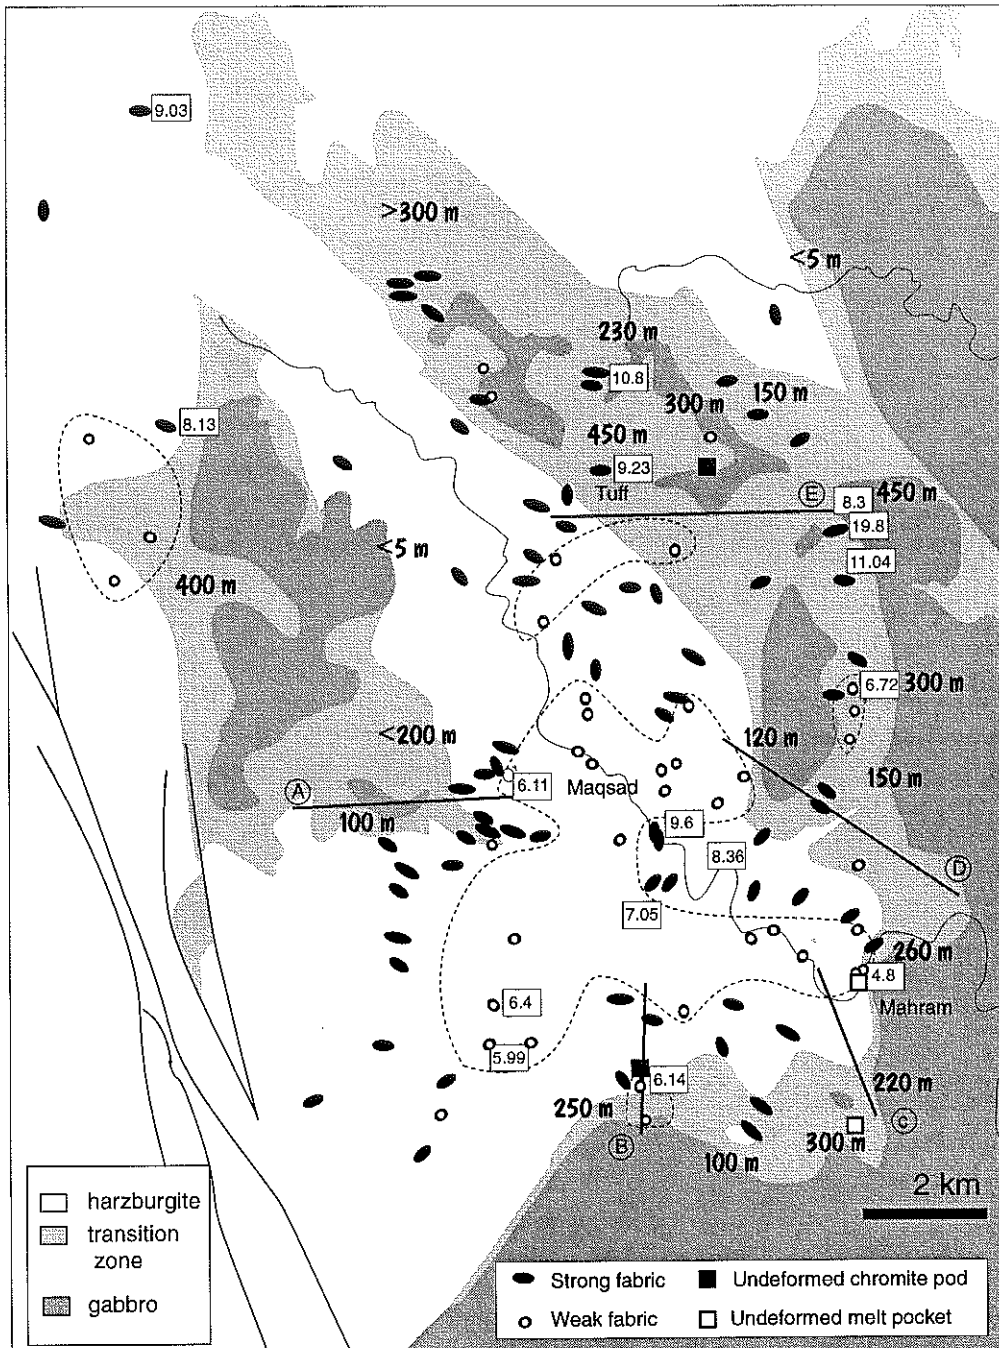 9.03
>300 m
<5 m
230 m
10.8
300 m
150 m
8.13
450 m
9.23
Tuff
E
450 m
8.3
19.8
<5 m
11.04
400 m
6.72
300 m
<200 m
120 m
A
6.11
Maqsad
150 m
100 m
9.6
8.36
D
7.05
260 m
4.8
6.4
Mahram
5.99
6.14
220 m
250 m
B
C
300 m
100 m
2 km
harzburgite
transition
zone
gabbro
Strong fabric
Undeformed chromite pod
Weak fabric
Undeformed melt pocket